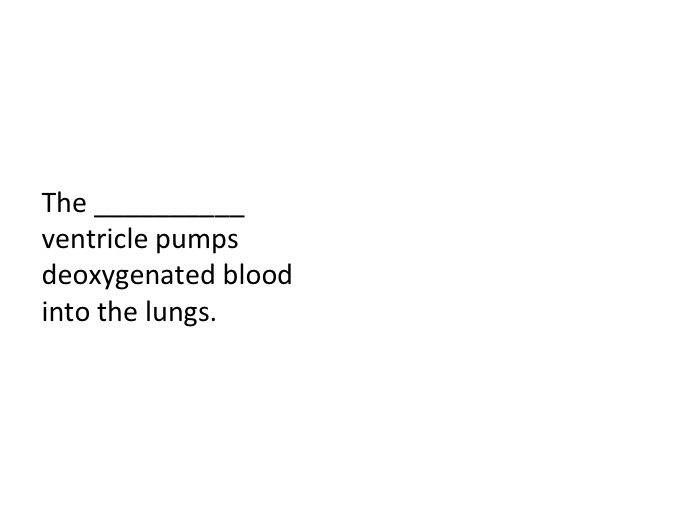 The __________
ventricle pumps
deoxygenated blood
into the lungs.